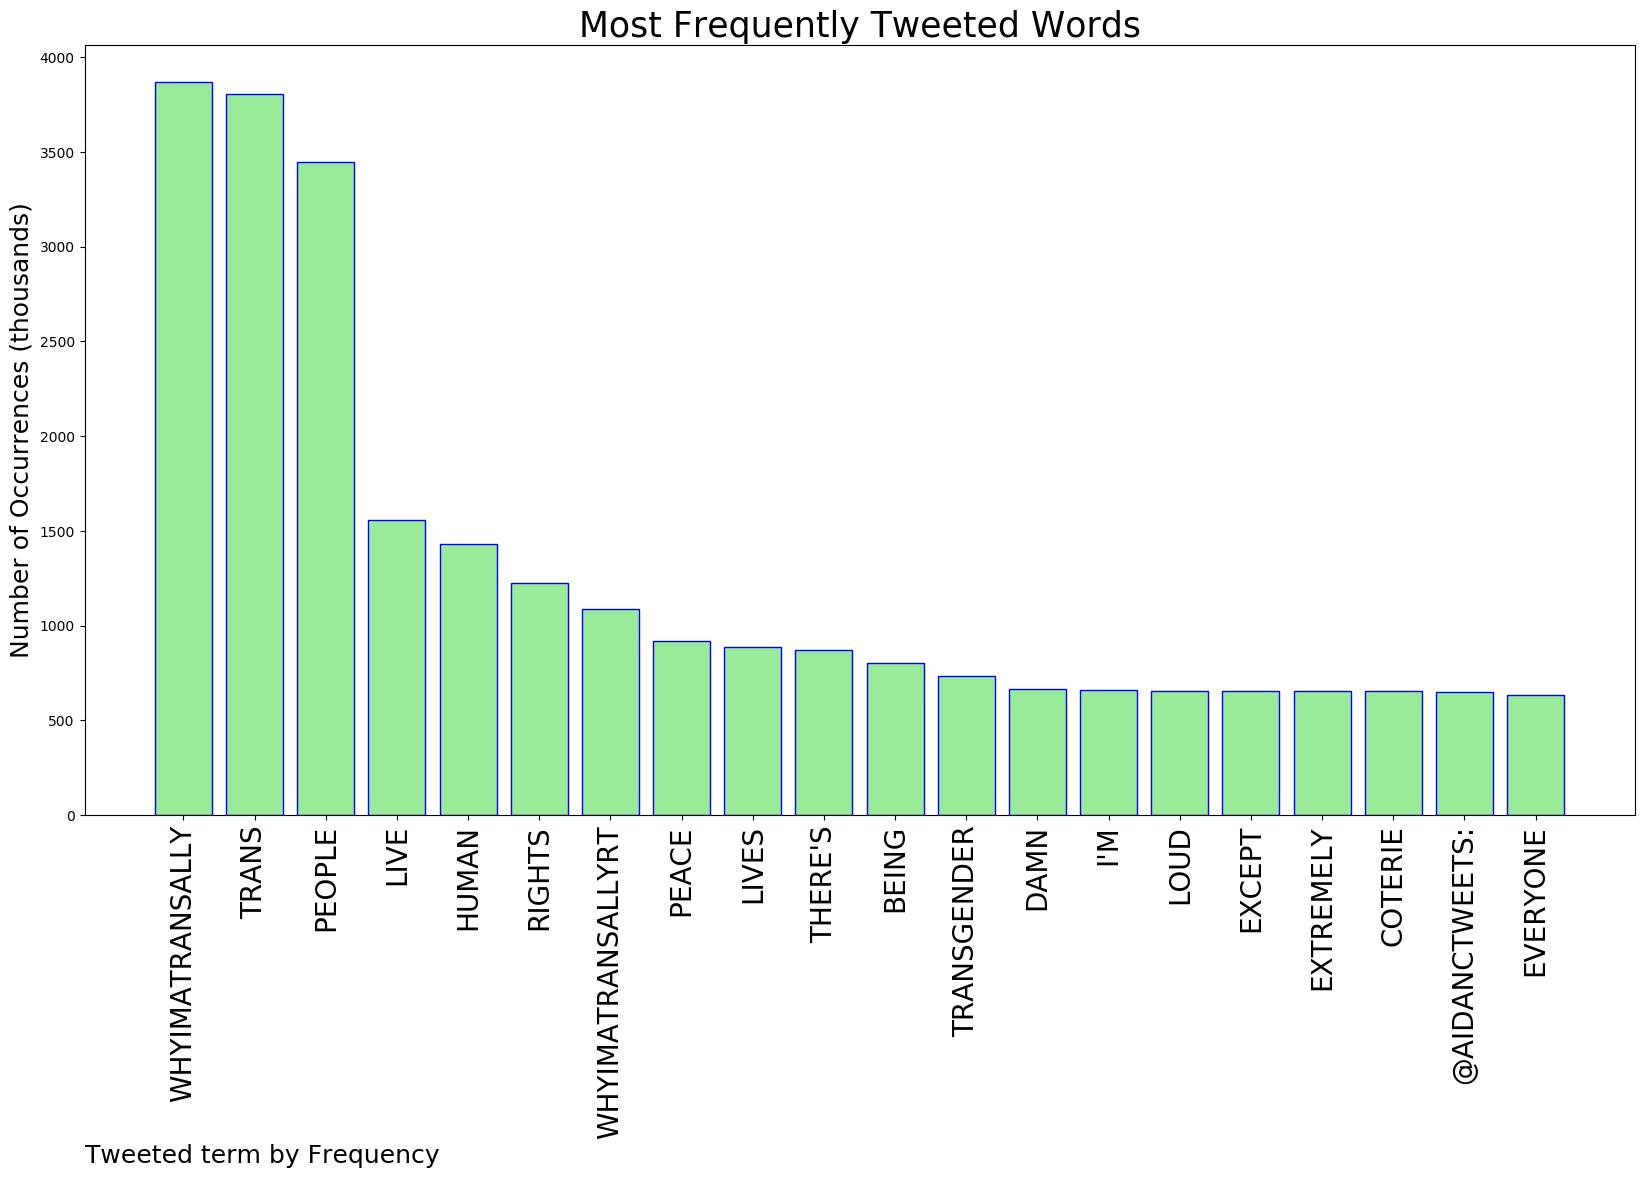 Most Frequently Tweeted Words
Number of Occurrences (thousands)
4000
3500
3000
2500
2000
1500
1000
500
0
WHYIMATRANSALLY
TRANS
PEOPLE
LIVE
HUMAN
RIGHTS
WHYIMATRANSALLYRT
PEACE
LIVES
THERE'S
BEING
TRANSGENDER
DAMN
I'M
LOUD
EXCEPT
EXTREMELY
COTERIE
@AIDANCTWEETS:
EVERYONE
Tweeted term by Frequency